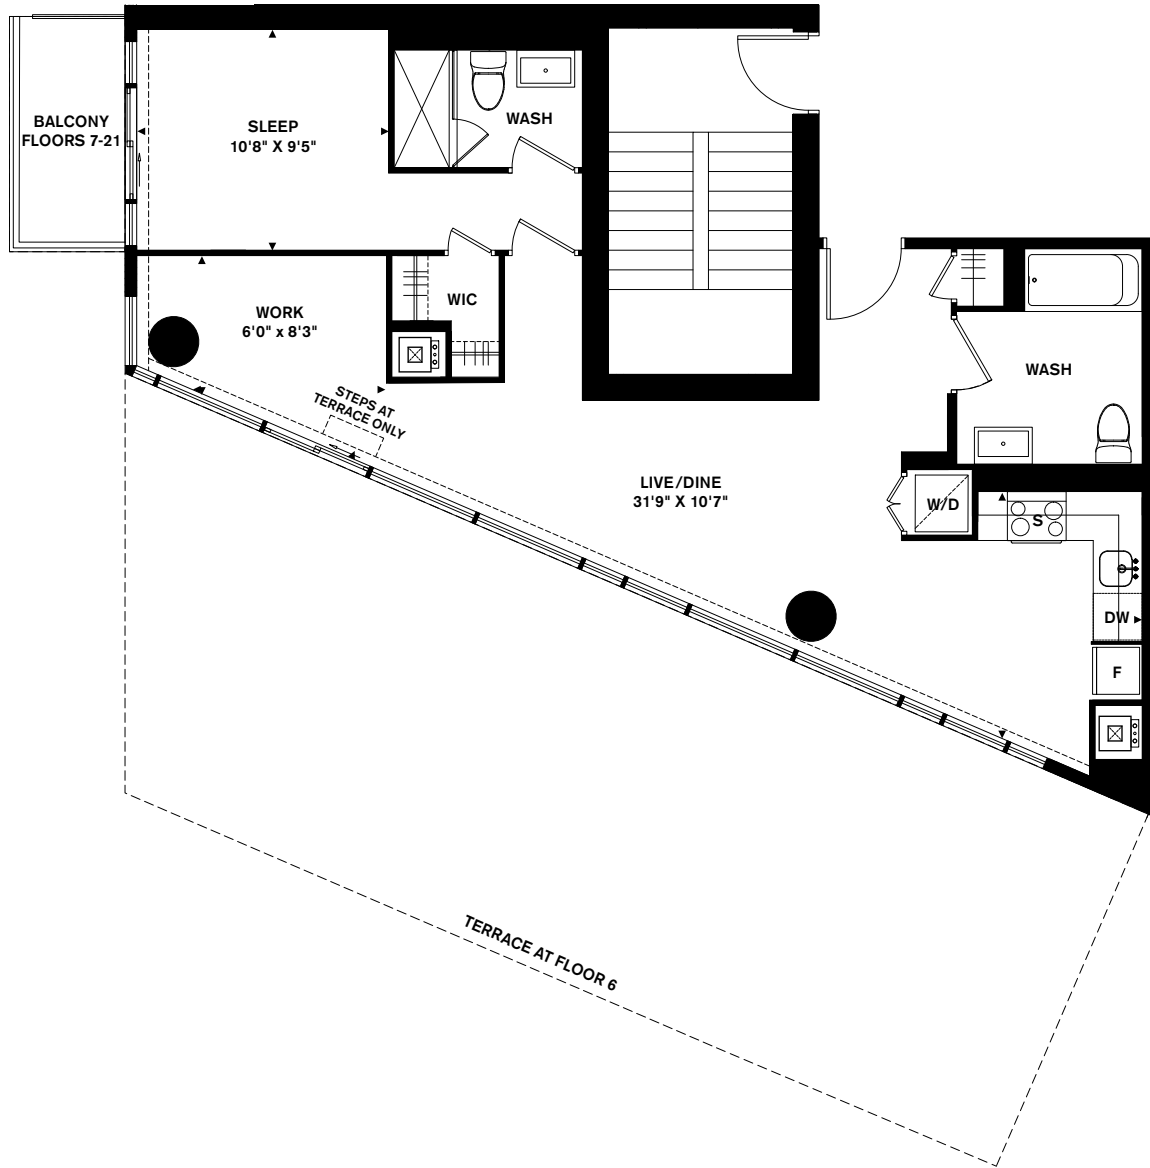 BALCONY
FLOORS 7-21
SLEEP
10'8" X 9'5"
WASH
WORK
6'0" x 8'3"
WIC
WASH
STEPS AT
TERRACE ONLY
LIVE/DINE
31'9" X 10'7"
W/D
S
DW
F
TERRACE AT FLOOR 6